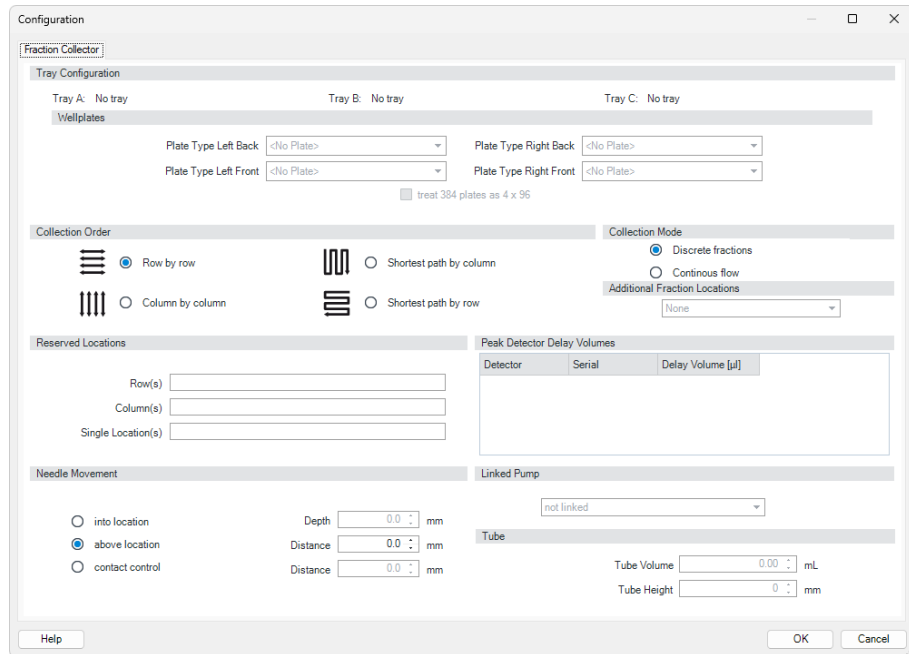 Configuration
Fraction Collector
Tray Configuration
Tray A: No tray Tray B: No tray Tray C: No tray
Wellplates
Plate Type Left Back <No Plate> Plate Type Right Back <No Plate>
Plate Type Left Front <No Plate> Plate Type Right Front <No Plate>
treat 384 plates as 4 x 96
Collection Order
Row by row Shortest path by column
Column by column Shortest path by row
Collection Mode
Discrete fractions
Continous flow
Additional Fraction Locations
None
Reserved Locations
Row(s)
Column(s)
Single Location(s)
Peak Detector Delay Volumes
Detector Serial Delay Volume [µl]
Needle Movement
into location Depth 0.0 mm
above location Distance 0.0 mm
contact control Distance 0.0 mm
Linked Pump
not linked
Tube
Tube Volume 0.00 mL
Tube Height 0 mm
Help OK Cancel